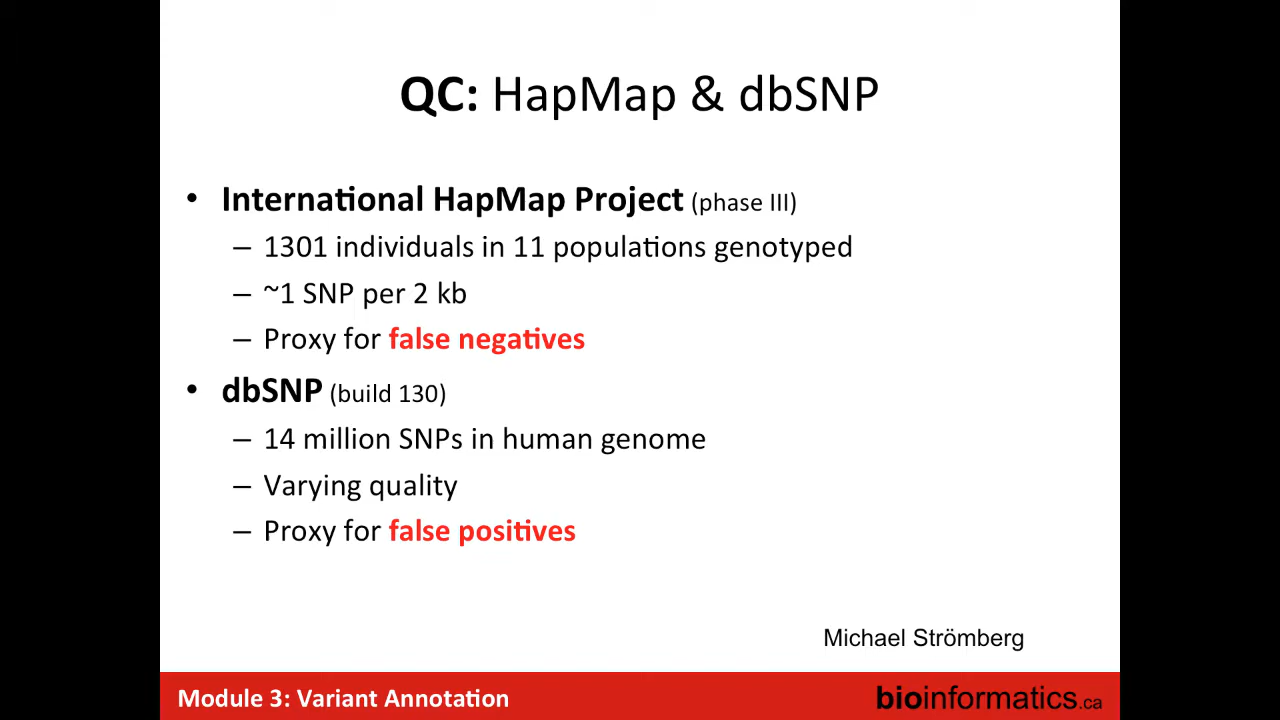 QC: HapMap & dbSNP
• International HapMap Project (phase III)
– 1301 individuals in 11 populations genotyped
– ~1 SNP per 2 kb
– Proxy for false negatives
• dbSNP (build 130)
– 14 million SNPs in human genome
– Varying quality
– Proxy for false positives
Michael Strömberg
Module 3: Variant Annotation
bioinformatics.ca